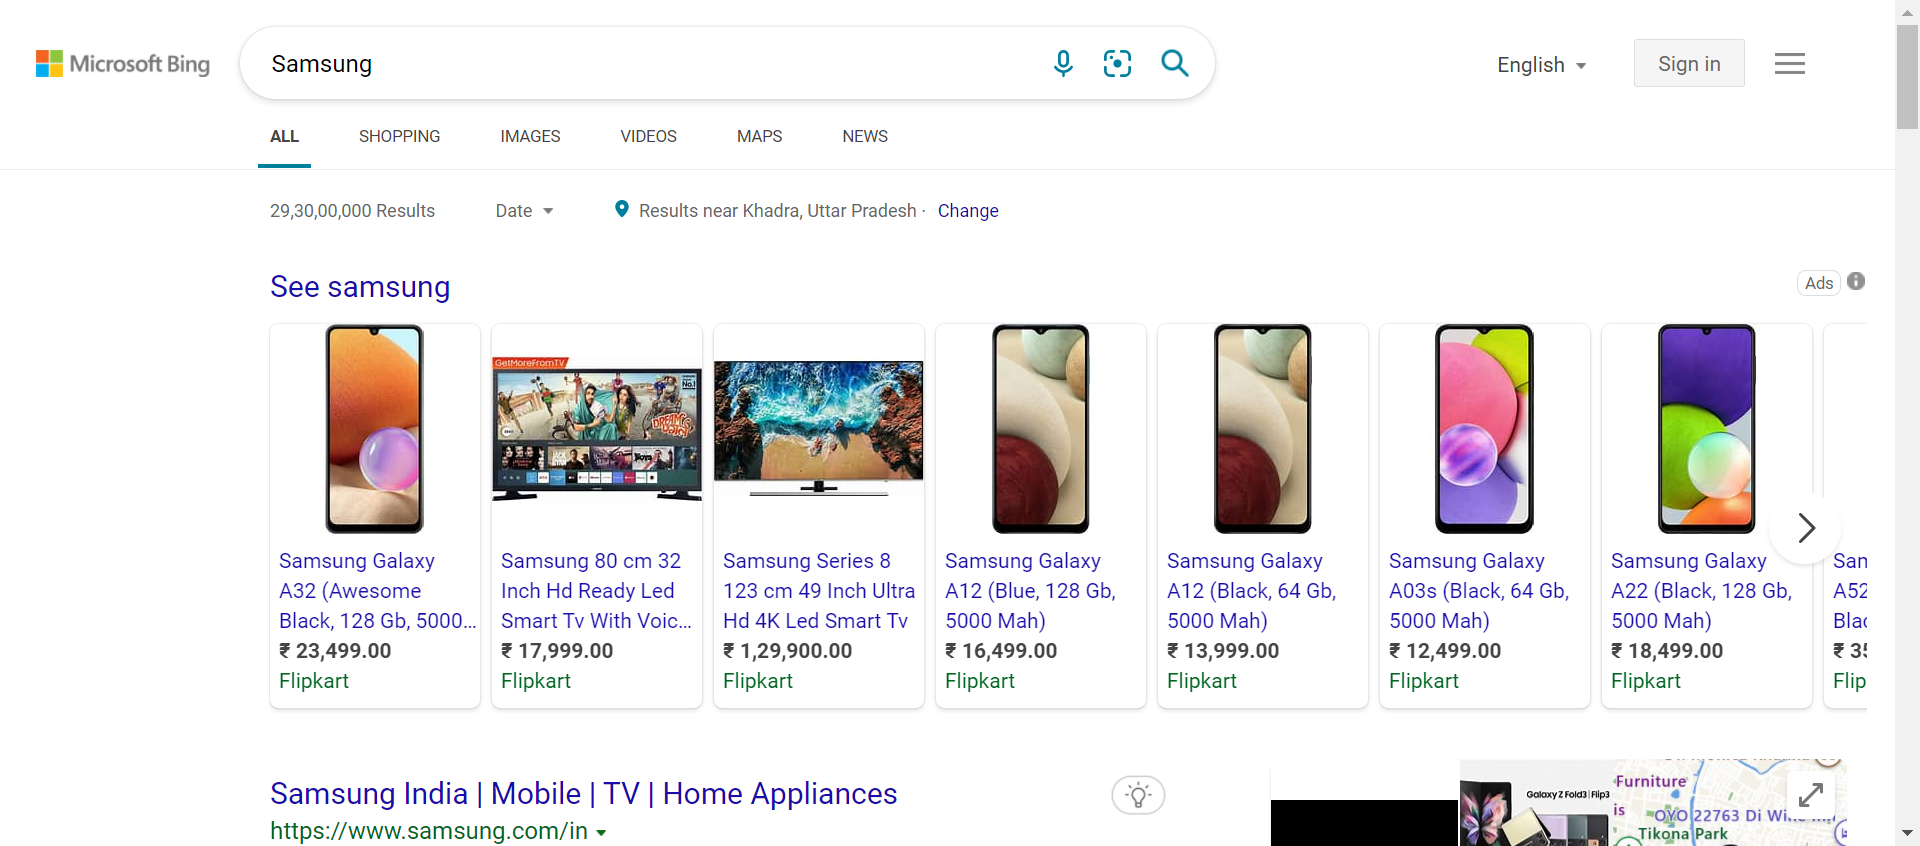 Microsoft Bing
Samsung
English
Sign in
ALL
SHOPPING
IMAGES
VIDEOS
MAPS
NEWS
29,30,00,000 Results
Date
Results near Khadra, Uttar Pradesh · Change
See samsung
Ads
GetMoreFromTV
Samsung Galaxy
A32 (Awesome
Black, 128 Gb, 5000...
₹ 23,499.00
Flipkart
Samsung 80 cm 32
Inch Hd Ready Led
Smart Tv With Voic...
₹ 17,999.00
Flipkart
Samsung Series 8
123 cm 49 Inch Ultra
Hd 4K Led Smart Tv
₹ 1,29,900.00
Flipkart
Samsung Galaxy
A12 (Blue, 128 Gb,
5000 Mah)
₹ 16,499.00
Flipkart
Samsung Galaxy
A12 (Black, 64 Gb,
5000 Mah)
₹ 13,999.00
Flipkart
Samsung Galaxy
A03s (Black, 64 Gb,
5000 Mah)
₹ 12,499.00
Flipkart
Samsung Galaxy
A22 (Black, 128 Gb,
5000 Mah)
₹ 18,499.00
Flipkart
A52
Samsung India | Mobile | TV | Home Appliances
https://www.samsung.com/in
Galaxy Z Fold3 | Flip3
Furniture
is
OYO 22763 Di
Tikona Park